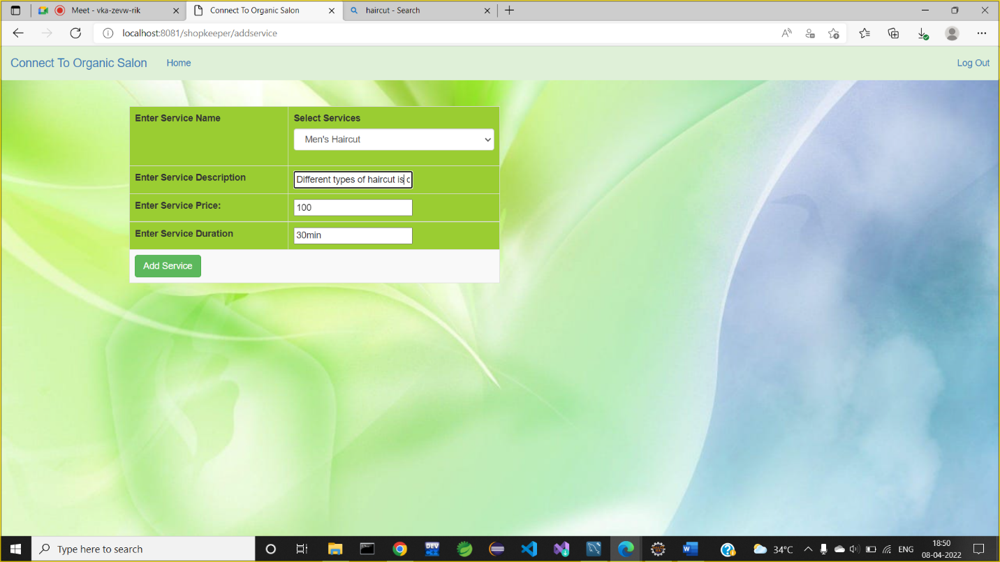 Meet - vka-zevw-rik
Connect To Organic Salon
haircut - Search
localhost:8081/shopkeeper/addservice
Connect To Organic Salon Home Log Out
Enter Service Name
Select Services
Men's Haircut
Enter Service Description
Different types of haircut is
Enter Service Price:
100
Enter Service Duration
30min
Add Service
Type here to search
DEV
34°C
ENG
18:50
08-04-2022